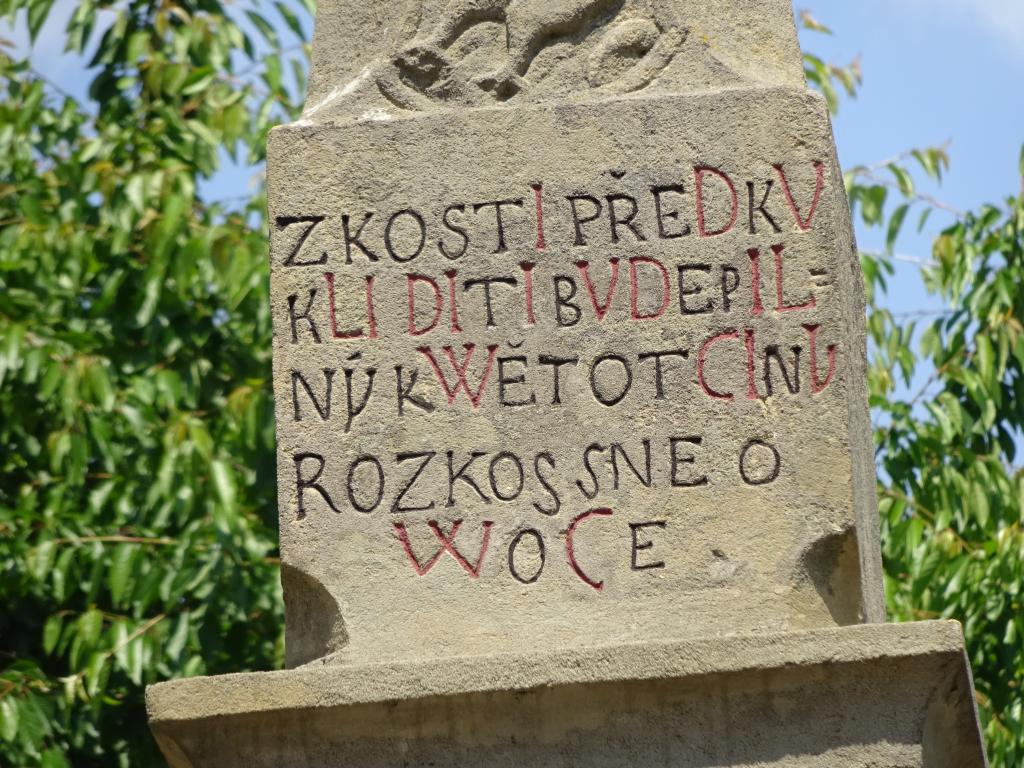 ZKOSTI PŘEDKV
KLI DITI BVDE PIL=
NÝ KWĚTOTCINV
ROZKOSSNE O
WOCE